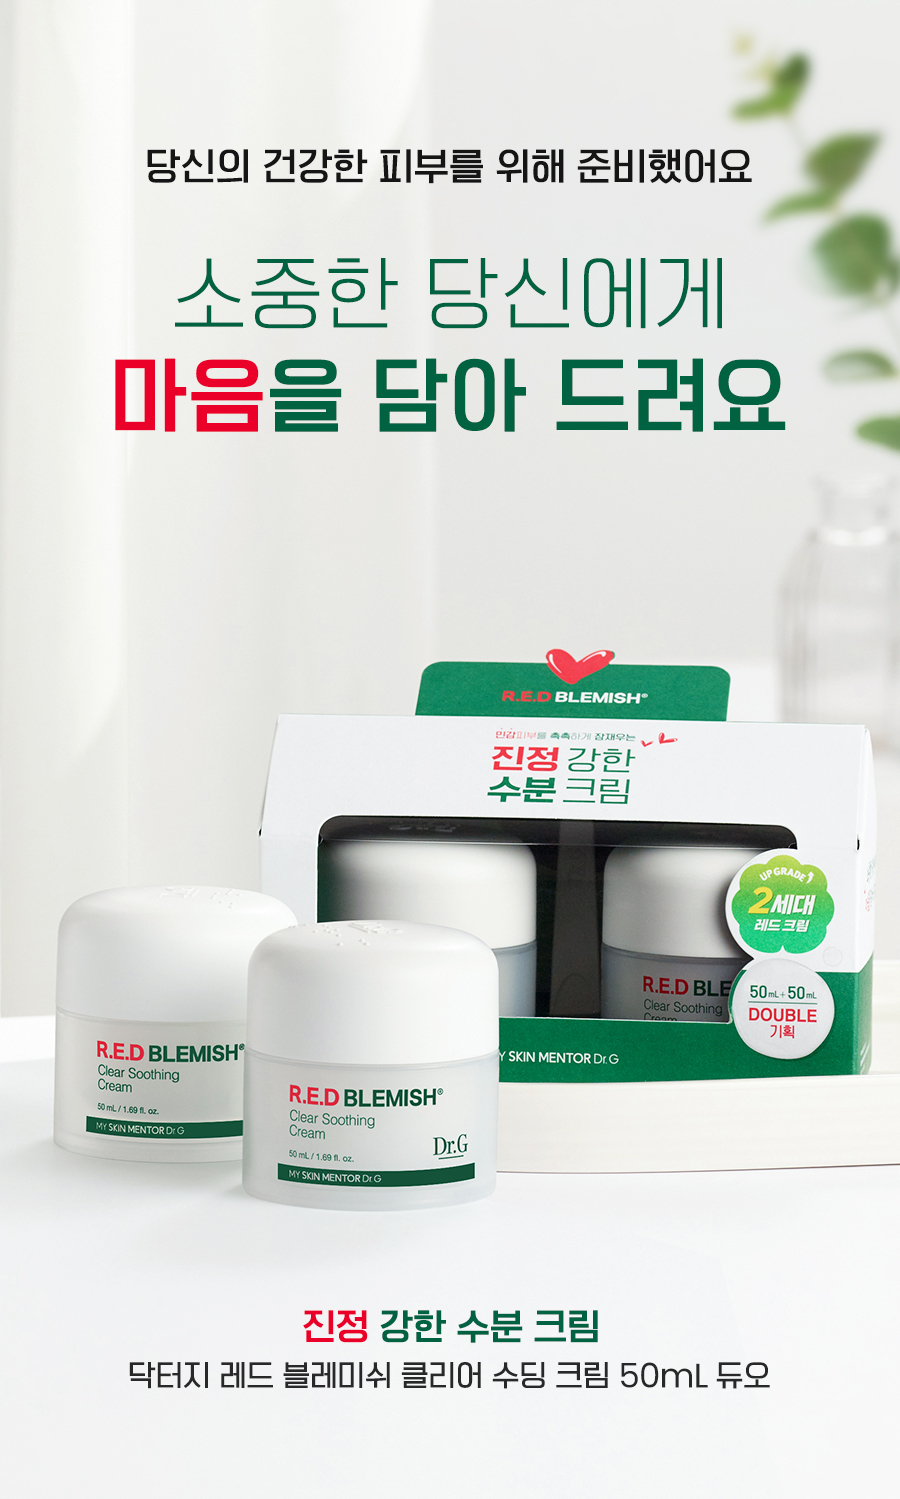 당신의 건강한 피부를 위해 준비했어요
소중한 당신에게
마음을 담아 드려요
R.E.D BLEMISH®
민감피부를 촉촉하게 잠재우는
진정 강한
수분 크림
UPGRADE
2세대
레드 크림
R.E.D BLE
Clear Soothing
Cream
50mL+50mL
DOUBLE
기획
Y SKIN MENTOR Dr.G
R.E.D BLEMISH®
Clear Soothing
Cream
50 mL / 1.69 fl. oz.
MY SKIN MENTOR Dr.G
R.E.D BLEMISH®
Clear Soothing
Cream
Dr.G
50 mL / 1.69 fl. oz.
MY SKIN MENTOR Dr.G
진정 강한 수분 크림
닥터지 레드 블레미쉬 클리어 수딩 크림 50mL 듀오